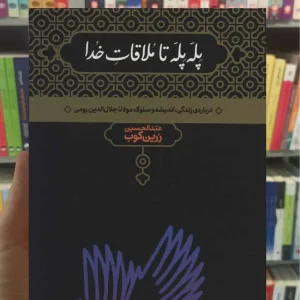 پله پله تا ملاقاتِ خدا
درباره‌ی زندگی، اندیشه و سلوک مولانا جلال‌الدین رومی
عبدالحسین
زرین‌کوب